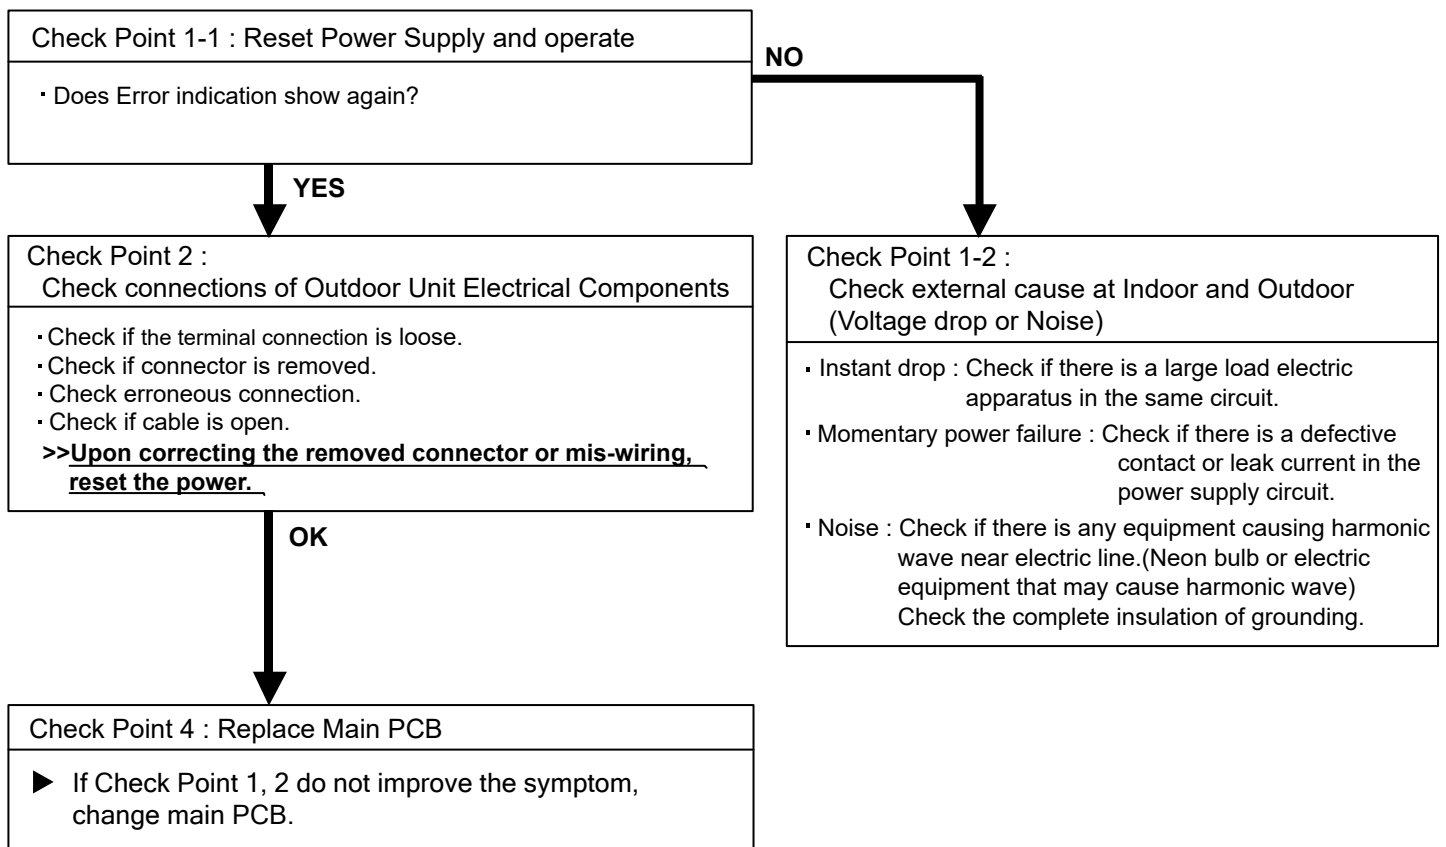 Check Point 1-1 : Reset Power Supply and operate
· Does Error indication show again?
NO
YES
Check Point 2 :
Check connections of Outdoor Unit Electrical Components
· Check if the terminal connection is loose.
· Check if connector is removed.
· Check erroneous connection.
· Check if cable is open.
>>Upon correcting the removed connector or mis-wiring,
reset the power.
OK
Check Point 1-2 :
Check external cause at Indoor and Outdoor
(Voltage drop or Noise)
· Instant drop : Check if there is a large load electric
apparatus in the same circuit.
· Momentary power failure : Check if there is a defective
contact or leak current in the
power supply circuit.
· Noise : Check if there is any equipment causing harmonic
wave near electric line.(Neon bulb or electric
equipment that may cause harmonic wave)
Check the complete insulation of grounding.
Check Point 4 : Replace Main PCB
▶ If Check Point 1, 2 do not improve the symptom,
change main PCB.